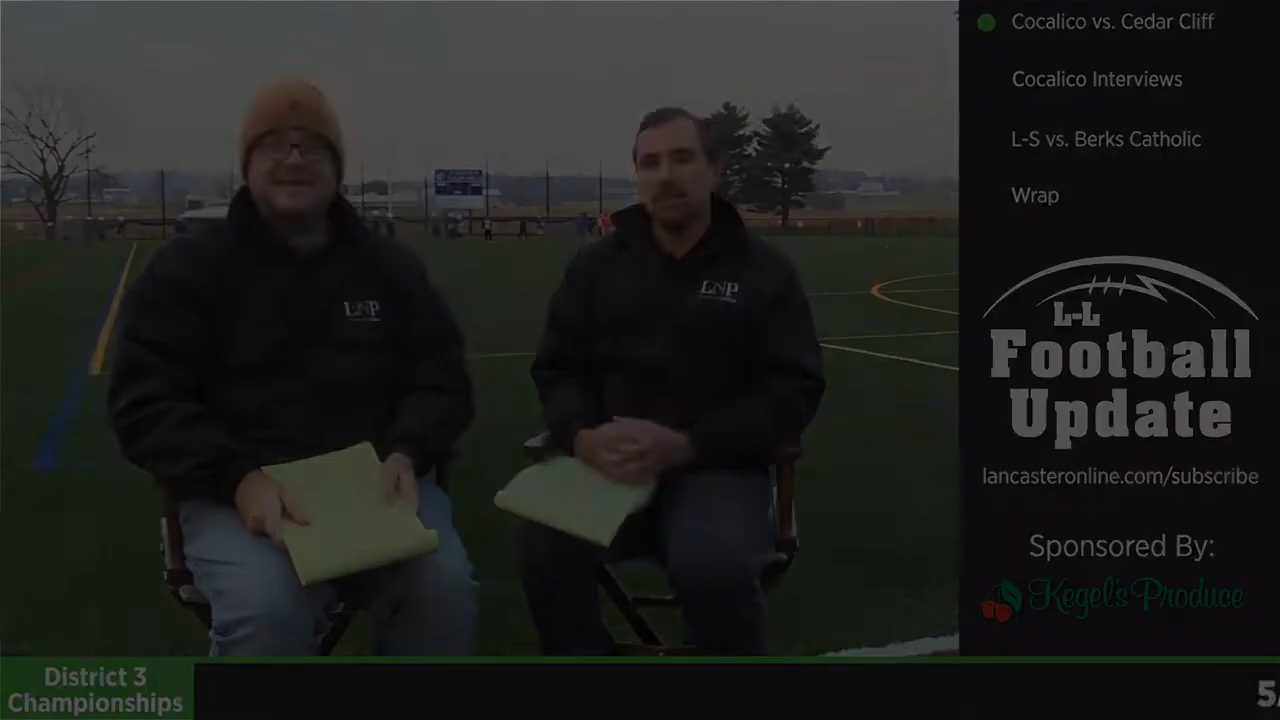 Cocalico vs. Cedar Cliff
Cocalico Interviews
L-S vs. Berks Catholic
Wrap
L-L
Football
Update
lancasteronline.com/subscribe
Sponsored By:
Kegel's Produce
LNP
LNP
District 3
Championships
5